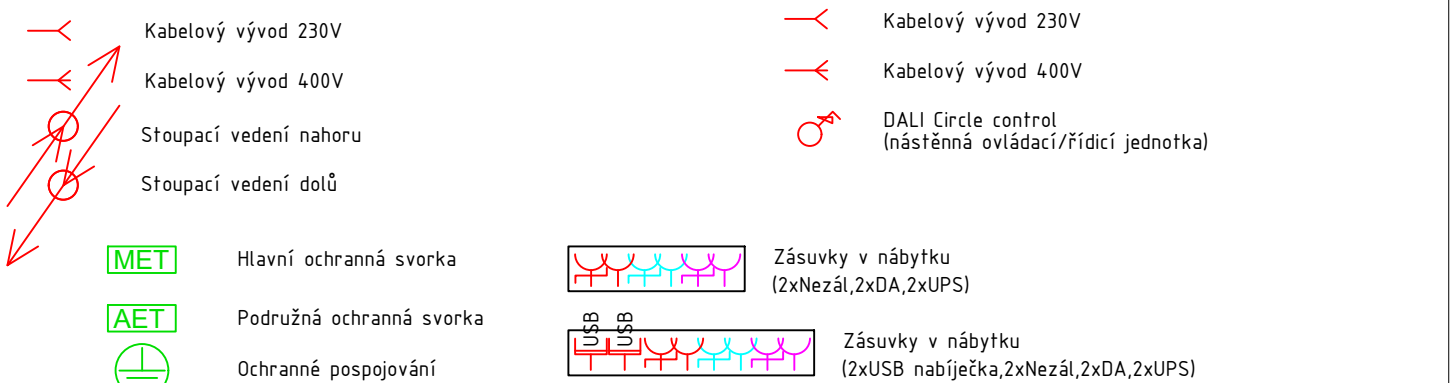 Kabelový vývod 230V
Kabelový vývod 400V
Stoupací vedení nahoru
Stoupací vedení dolů
MET Hlavní ochranná svorka
AET Podružná ochranná svorka
Ochranné pospojování
Kabelový vývod 230V
Kabelový vývod 400V
DALI Circle control
(nástěnná ovládací/řídicí jednotka)
Zásuvky v nábytku
(2xNezál,2xDA,2xUPS)
USB USB
Zásuvky v nábytku
(2xUSB nabíječka,2xNezál,2xDA,2xUPS)